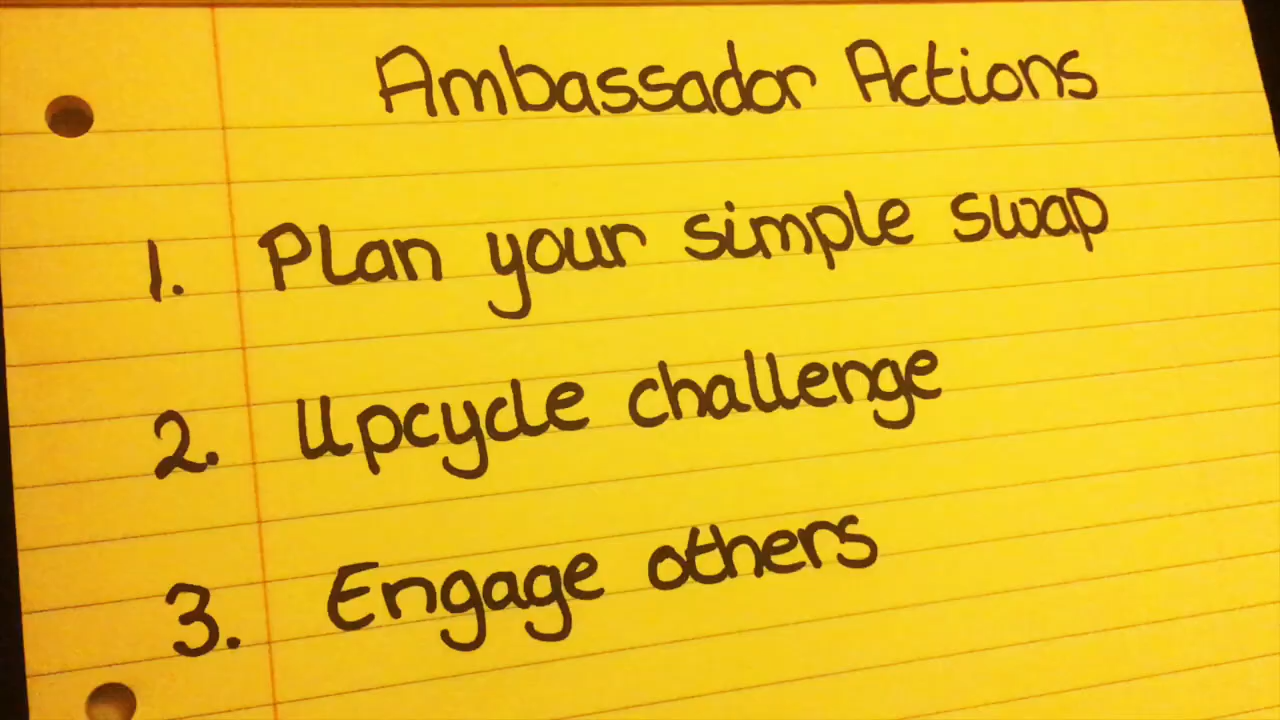 Ambassador Actions
1. Plan your simple swap
2. Upcycle challenge
3. Engage others